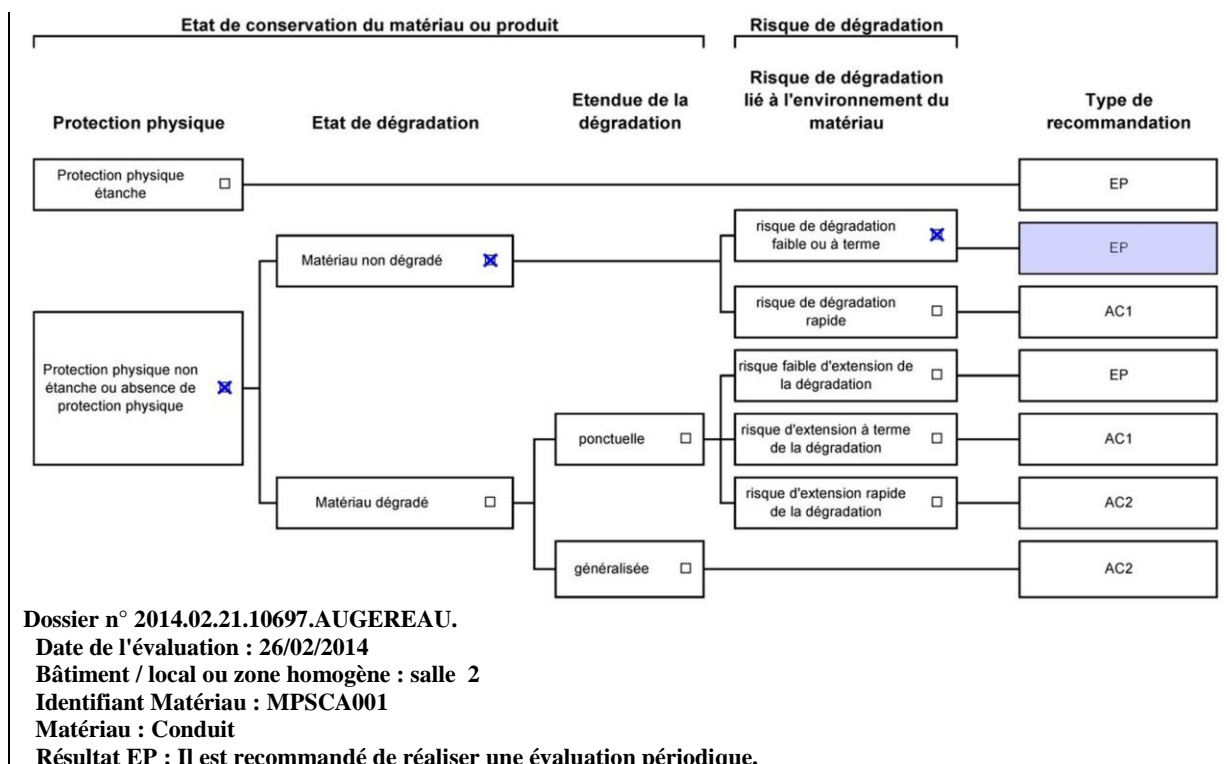 Etat de conservation du matériau ou produit
Risque de dégradation
Protection physique
Etat de dégradation
Etendue de la
dégradation
Risque de dégradation
lié à l'environnement du
matériau
Type de
recommandation
Protection physique
étanche
EP
risque de dégradation
faible ou à terme
EP
Matériau non dégradé
risque de dégradation
rapide
AC1
Protection physique non
étanche ou absence de
protection physique
risque faible d'extension de
la dégradation
EP
ponctuelle
risque d'extension à terme
de la dégradation
AC1
Matériau dégradé
risque d'extension rapide
de la dégradation
AC2
généralisée
AC2
Dossier n° 2014.02.21.10697.AUGEREAU.
Date de l'évaluation : 26/02/2014
Bâtiment / local ou zone homogène : salle 2
Identifiant Matériau : MPSCA001
Matériau : Conduit
Résultat EP : Il est recommandé de réaliser une évaluation périodique.